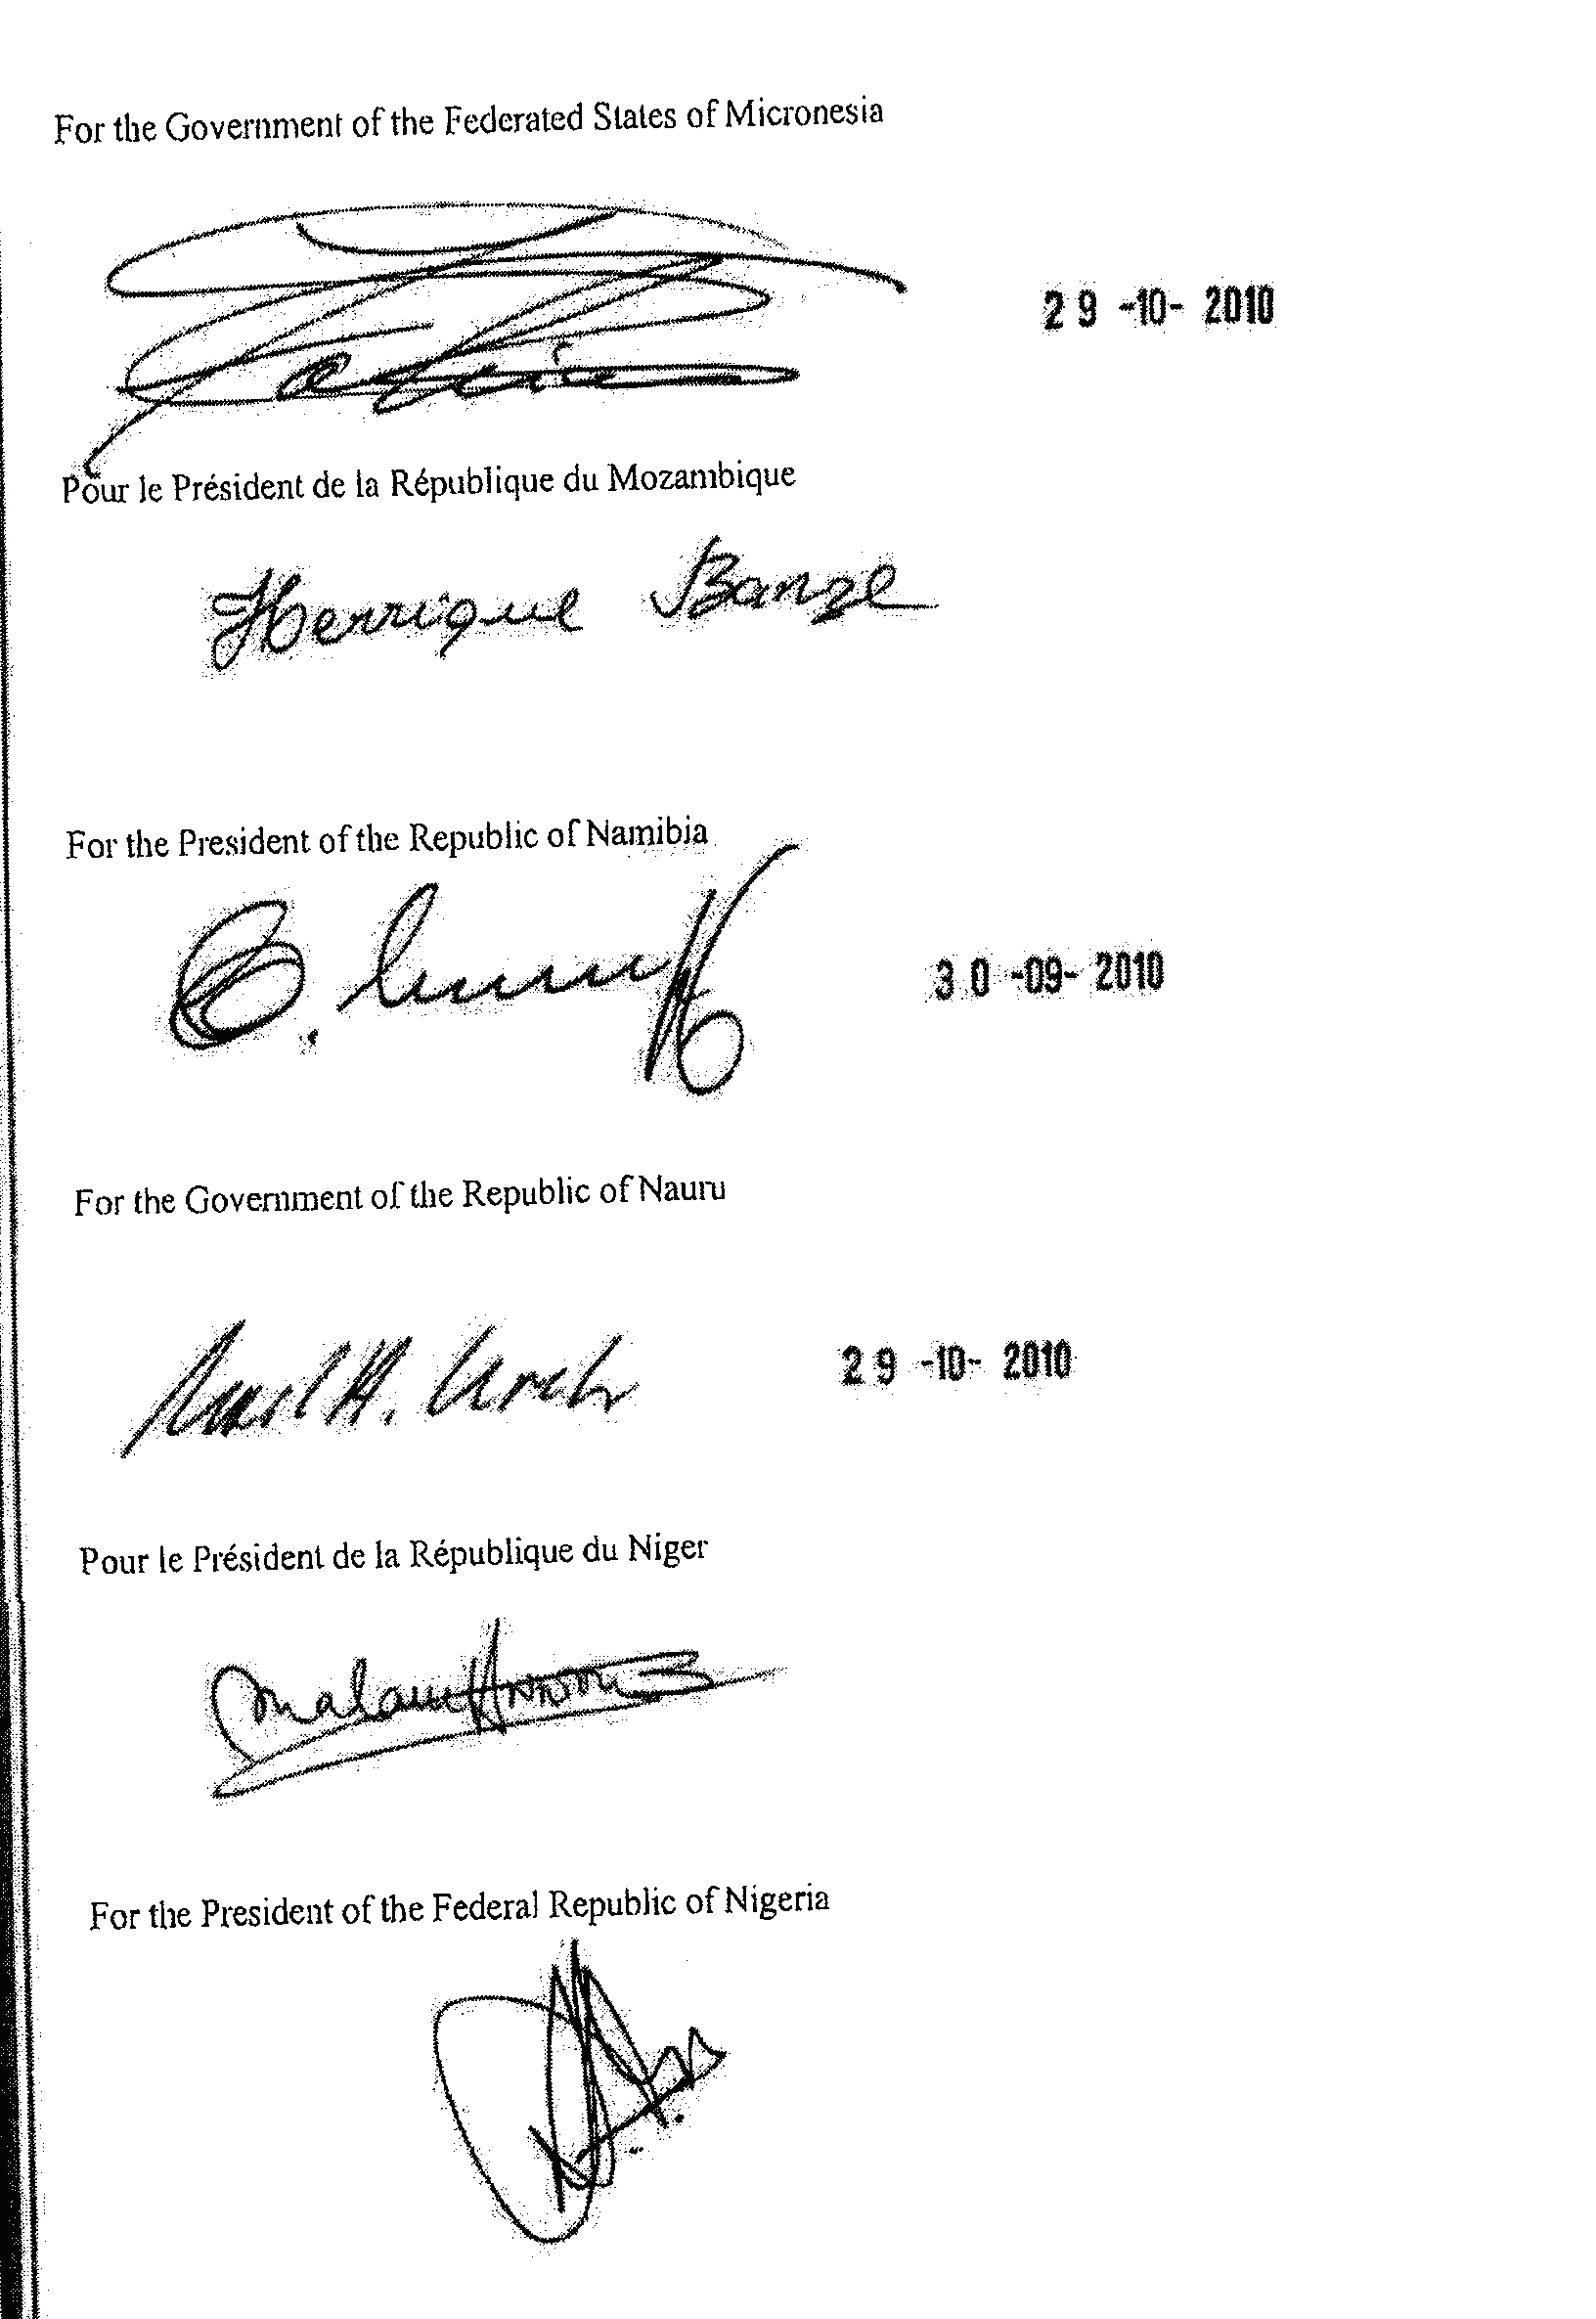 For the Government of the Federated States of Micronesia
29 -10- 2010
Pour le Président de la République du Mozambique
Henrique Banze
For the President of the Republic of Namibia
30 -09- 2010
For the Government of the Republic of Nauru
29 -10- 2010
Pour le Président de la République du Niger
For the President of the Federal Republic of Nigeria